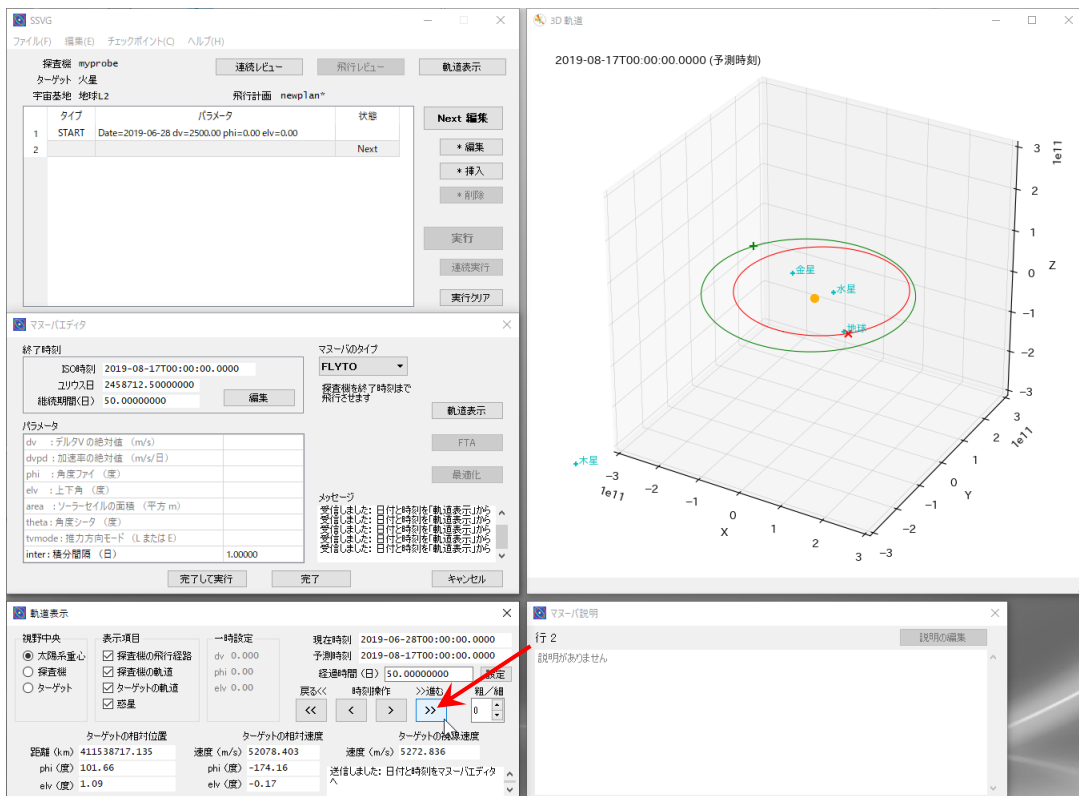 SSVG
ファイル(F) 編集(E) チェックポイント(C) ヘルプ(H)
探査機 myprobe
連続レビュー
飛行レビュー
軌道表示
ターゲット 火星
宇宙基地 地球L2
飛行計画 newplan*
タイプ パラメータ 状態
1 START Date=2019-06-28 dv=2500.00 phi=0.00 elv=0.00
2 Next
Next 編集
* 編集
* 挿入
* 削除
実行
連続実行
実行クリア
3D 軌道
2019-08-17T00:00:00.0000 (予測時刻)
金星
水星
地球
木星
3
2
1
0
−1
−2
−3
Z
1e11
−3
−2
−1
0
1
2
3
X
1e11
−3
−2
−1
0
1
2
3
Y
1e11
マヌーバエディタ
終了時刻
ISO時刻 2019-08-17T00:00:00.0000
ユリウス日 2458712.50000000
継続期間(日) 50.00000000
編集
マヌーバのタイプ
FLYTO
探査機を終了時刻まで
飛行させます
軌道表示
FTA
最適化
パラメータ
dv :デルタV の絶対値 (m/s)
dvpd :加速率の絶対値 (m/s/日)
phi :角度ファイ (度)
elv :上下角 (度)
area :ソーラーセイルの面積 (平方 m)
theta:角度シータ (度)
tvmode:推力方向モード (L または E)
inter:積分間隔 (日) 1.00000
メッセージ
受信しました: 日付と時刻を「軌道表示」から
受信しました: 日付と時刻を「軌道表示」から
受信しました: 日付と時刻を「軌道表示」から
受信しました: 日付と時刻を「軌道表示」から
受信しました: 日付と時刻を「軌道表示」から
完了して実行
完了
キャンセル
軌道表示
視野中央
太陽系重心
探査機
ターゲット
表示項目
探査機の飛行経路
探査機の軌道
ターゲットの軌道
惑星
一時設定
dv 0.000
phi 0.00
elv 0.00
現在時刻 2019-06-28T00:00:00.0000
予測時刻 2019-08-17T00:00:00.0000
経過時間 (日) 50.00000000
設定
戻る<< 時刻操作 >>進む 粗/細
<< < > >> 0
ターゲットの相対位置
距離 (km) 411538717.135
phi (度) 101.66
elv (度) 1.09
ターゲットの相対速度
速度 (m/s) 52078.403
phi (度) -174.16
elv (度) -0.17
ターゲットの視線速度
速度 (m/s) 5272.836
送信しました: 日付と時刻をマヌーバエディタ
へ
マヌーバ説明
行 2
説明の編集
説明がありません